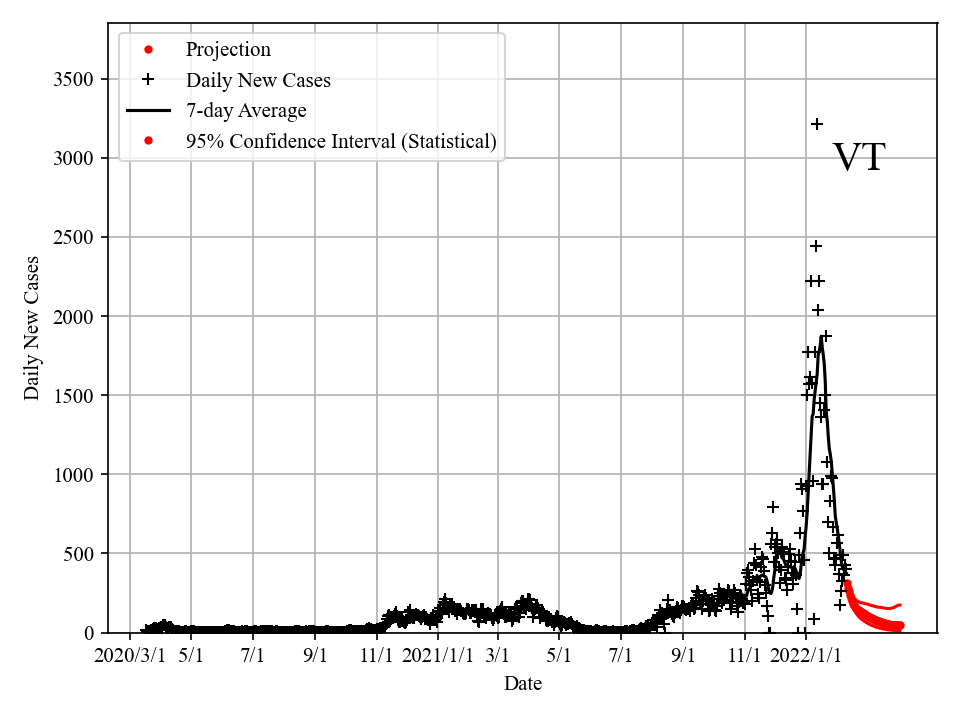 Projection
Daily New Cases
7-day Average
95% Confidence Interval (Statistical)
VT
Daily New Cases
3500
3000
2500
2000
1500
1000
500
0
2020/3/1 5/1 7/1 9/1 11/1 2021/1/1 3/1 5/1 7/1 9/1 11/1 2022/1/1
Date